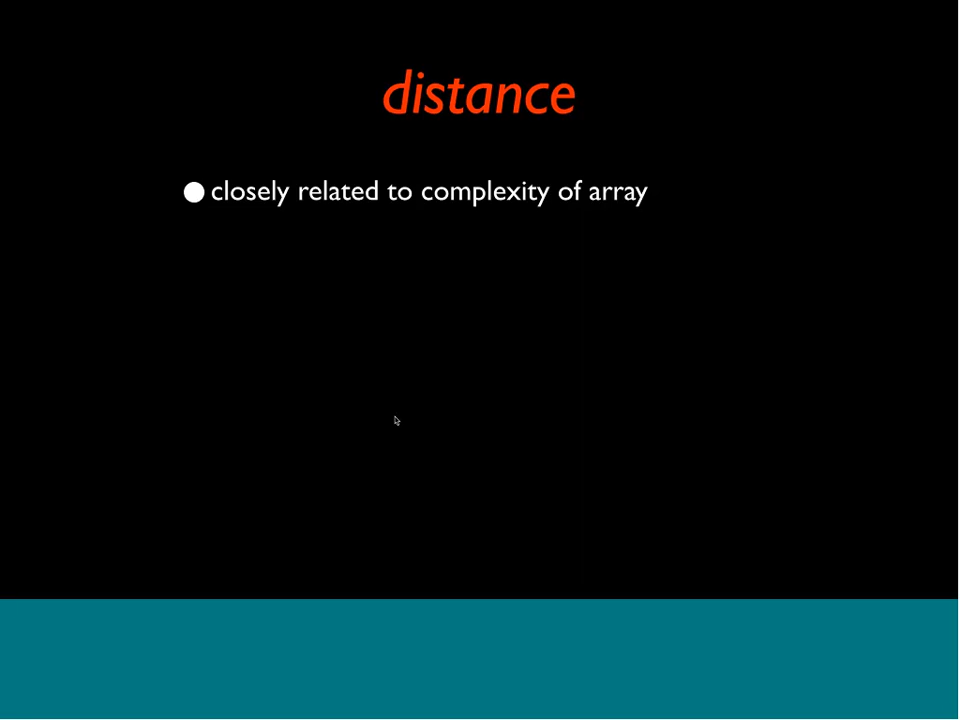 distance
● closely related to complexity of array